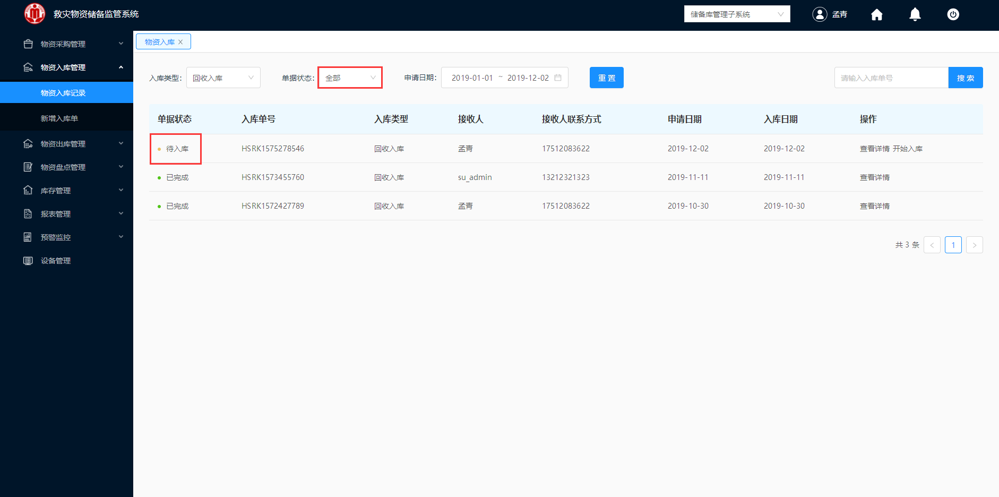 救灾物资储备监管系统
储备库管理子系统
孟青
物资采购管理
物资入库管理
物资入库记录
新增入库单
物资出库管理
物资盘点管理
库存管理
报表管理
预警监控
设备管理
物资入库 ×
入库类型: 回收入库 单据状态: 全部 申请日期: 2019-01-01 ~ 2019-12-02 重置 请输入入库单号 搜索
单据状态 入库单号 入库类型 接收人 接收人联系方式 申请日期 入库日期 操作
待入库 HSRK1575278546 回收入库 孟青 17512083622 2019-12-02 2019-12-02 查看详情 开始入库
已完成 HSRK1573455760 回收入库 su_admin 13212321323 2019-11-11 2019-11-11 查看详情
已完成 HSRK1572427789 回收入库 孟青 17512083622 2019-10-30 2019-10-30 查看详情
共 3 条 < 1 >